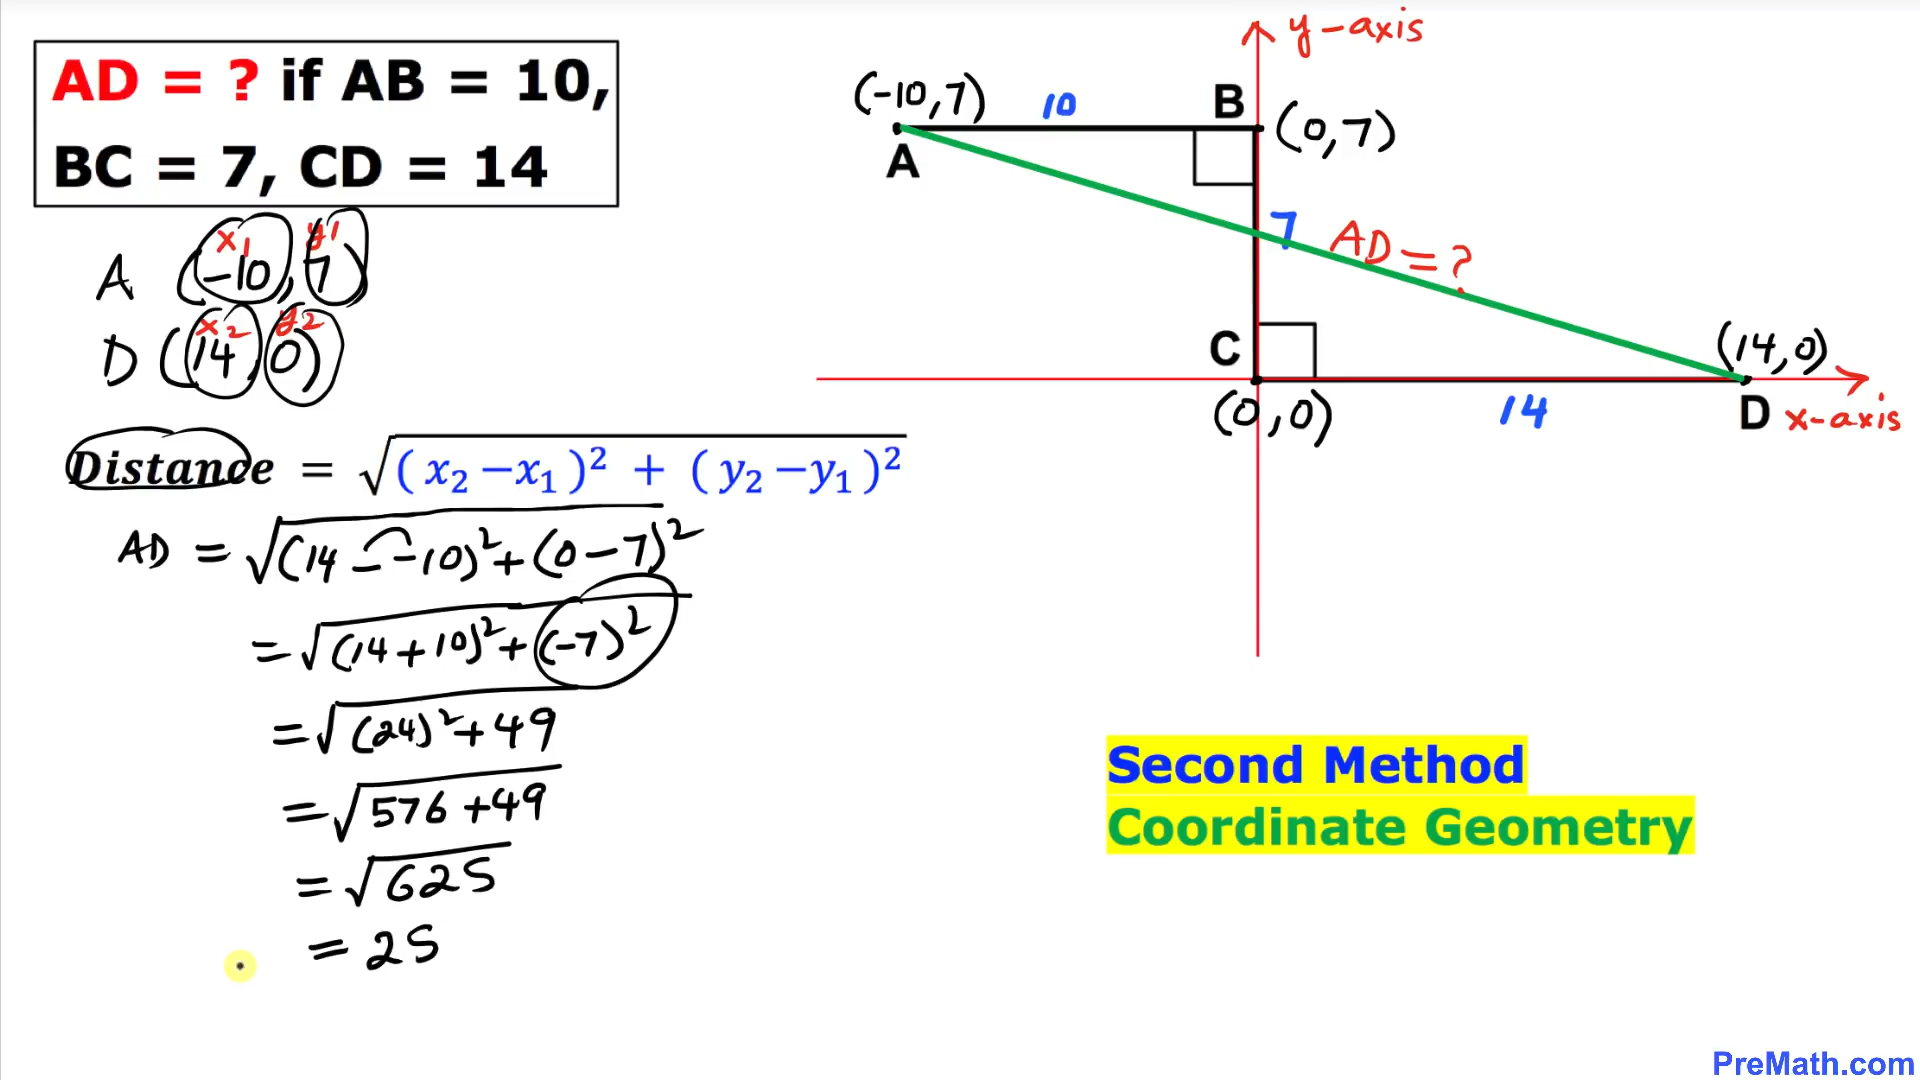 AD = ? if AB = 10,
BC = 7, CD = 14
x1 y1
A (-10, 7)
x2 y2
D (14, 0)
Distance = √( x₂ −x₁ )² + ( y₂ −y₁ )²
AD = √(14 - -10)² + (0 - 7)²
= √(14 + 10)² + (-7)²
= √(24)² + 49
= √576 + 49
= √625
= 25
y-axis
(-10, 7)
10
B
(0, 7)
A
7
AD = ?
C
(14, 0)
(0, 0)
14
D
x-axis
Second Method
Coordinate Geometry
PreMath.com